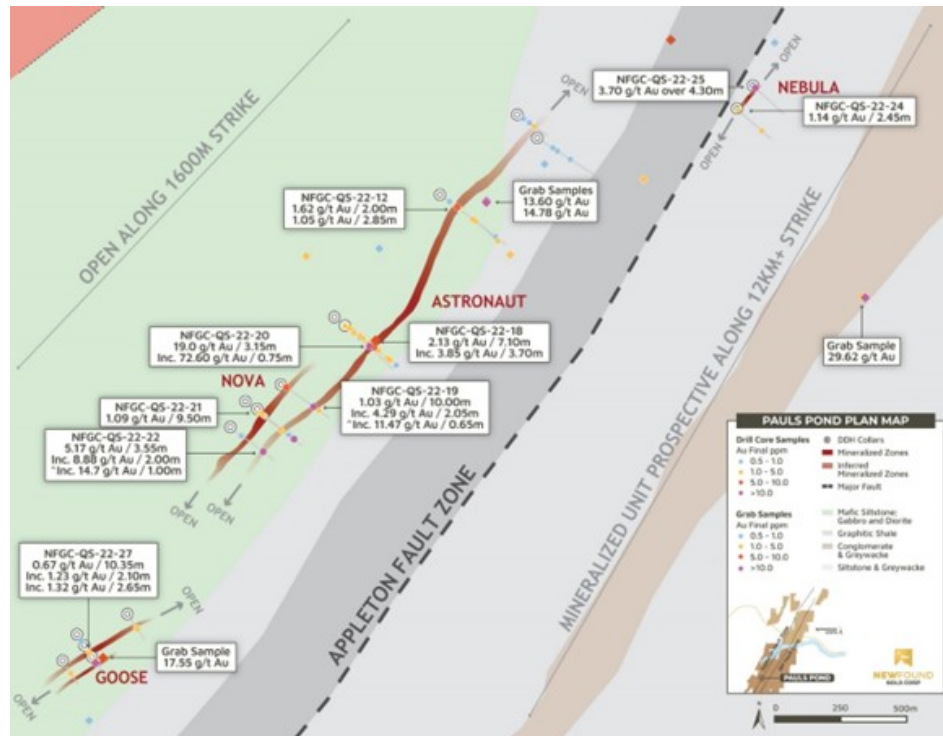 OPEN ALONG 1600M STRIKE
OPEN
NFGC-QS-22-25
3.70 g/t Au over 4.30m
OPEN
NEBULA
NFGC-QS-22-24
1.14 g/t Au / 2.45m
OPEN
NFGC-QS-22-12
1.62 g/t Au / 2.00m
1.05 g/t Au / 2.85m
Grab Samples
13.60 g/t Au
14.78 g/t Au
ASTRONAUT
NFGC-QS-22-20
19.0 g/t Au / 3.15m
Inc. 72.60 g/t Au / 0.75m
NFGC-QS-22-18
2.13 g/t Au / 7.10m
Inc. 3.85 g/t Au / 3.70m
Grab Sample
29.62 g/t Au
NOVA
NFGC-QS-22-19
1.03 g/t Au / 10.00m
Inc. 4.29 g/t Au / 2.05m
^Inc. 11.47 g/t Au / 0.65m
NFGC-QS-22-21
1.09 g/t Au / 9.50m
NFGC-QS-22-22
5.17 g/t Au / 3.55m
Inc. 8.88 g/t Au / 2.00m
^Inc. 14.7 g/t Au / 1.00m
OPEN
OPEN
APPLETON FAULT ZONE
MINERALIZED UNIT PROSPECTIVE ALONG 12KM+ STRIKE
NFGC-QS-22-27
0.67 g/t Au / 10.35m
Inc. 1.23 g/t Au / 2.10m
Inc. 1.32 g/t Au / 2.65m
OPEN
Grab Sample
17.55 g/t Au
GOOSE
OPEN
PAULS POND PLAN MAP
Drill Core Samples
Au Final ppm
0.5 - 1.0
1.0 - 5.0
5.0 - 10.0
>10.0
Grab Samples
Au Final ppm
0.5 - 1.0
1.0 - 5.0
5.0 - 10.0
>10.0
DDH Collars
Mineralized Zones
Inferred
Mineralized Zones
Major Fault
Mafic Siltstone;
Gabbro and Diorite
Graphitic Shale
Conglomerate
& Greywacke
Siltstone & Greywacke
PAULS POND
NEWFOUND
GOLD CORP
N
0 250 500m